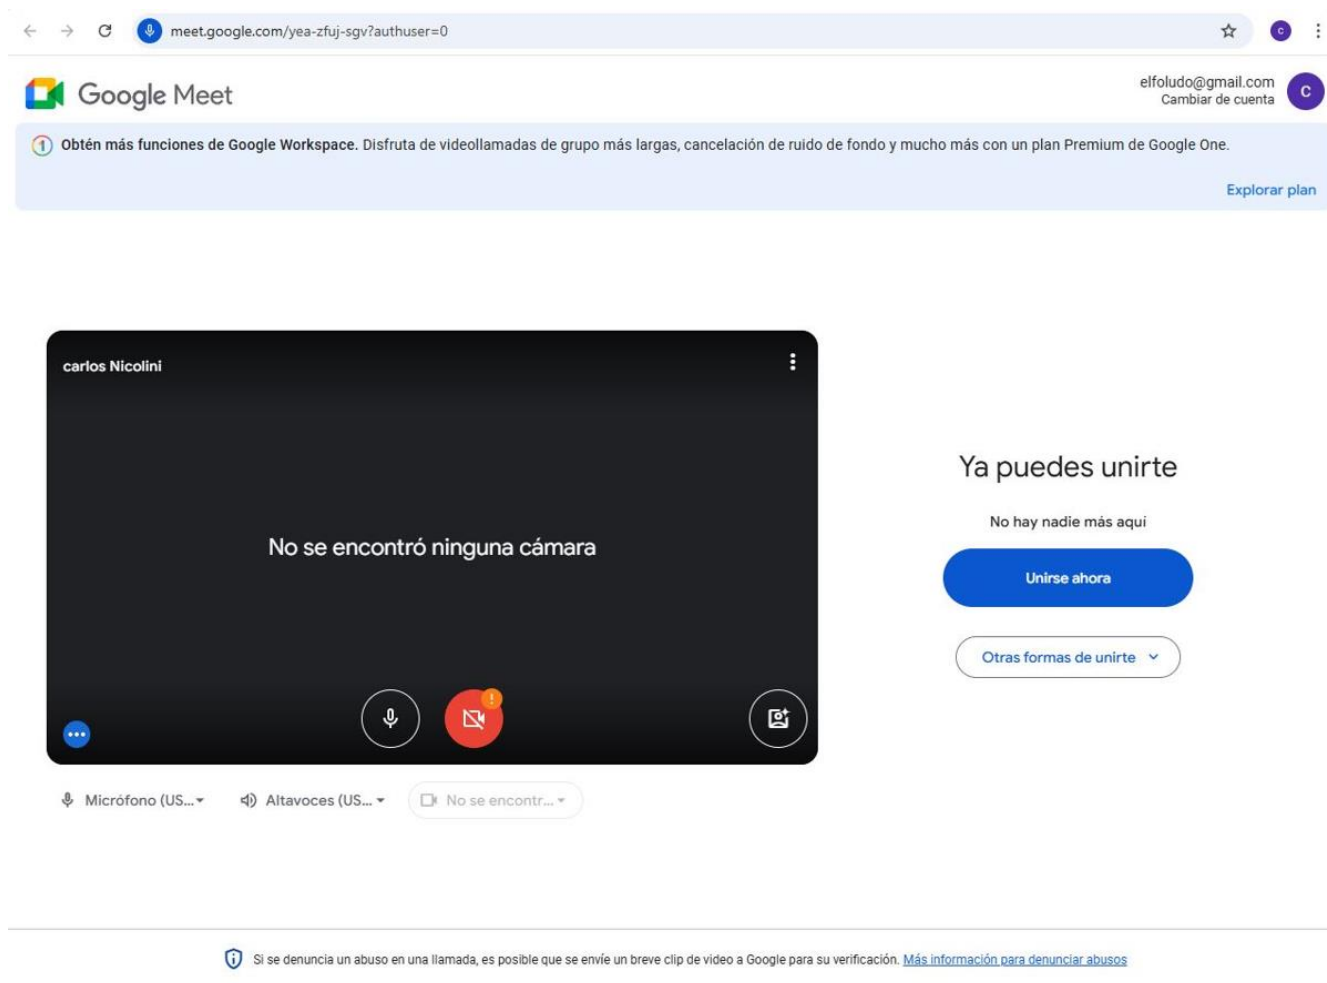 meet.google.com/yea-zfuj-sgv?authuser=0
C
Google Meet
elfoludo@gmail.com
Cambiar de cuenta
C
1 Obtén más funciones de Google Workspace. Disfruta de videollamadas de grupo más largas, cancelación de ruido de fondo y mucho más con un plan Premium de Google One.
Explorar plan
carlos Nicolini
No se encontró ninguna cámara
Ya puedes unirte
No hay nadie más aquí
Unirse ahora
Otras formas de unirte
Micrófono (US...
Altavoces (US...
No se encontr...
Si se denuncia un abuso en una llamada, es posible que se envíe un breve clip de video a Google para su verificación. Más información para denunciar abusos